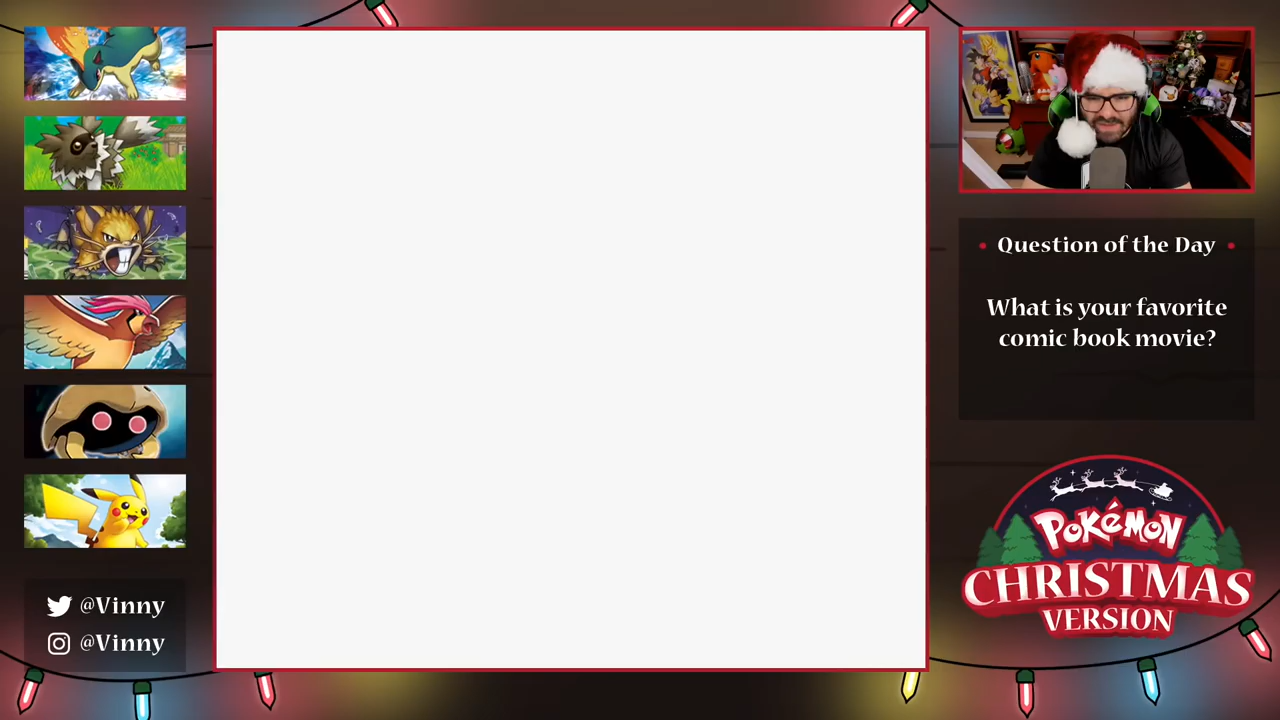 @Vinny
@Vinny
Question of the Day
What is your favorite
comic book movie?
POKéMON
CHRISTMAS
VERSION